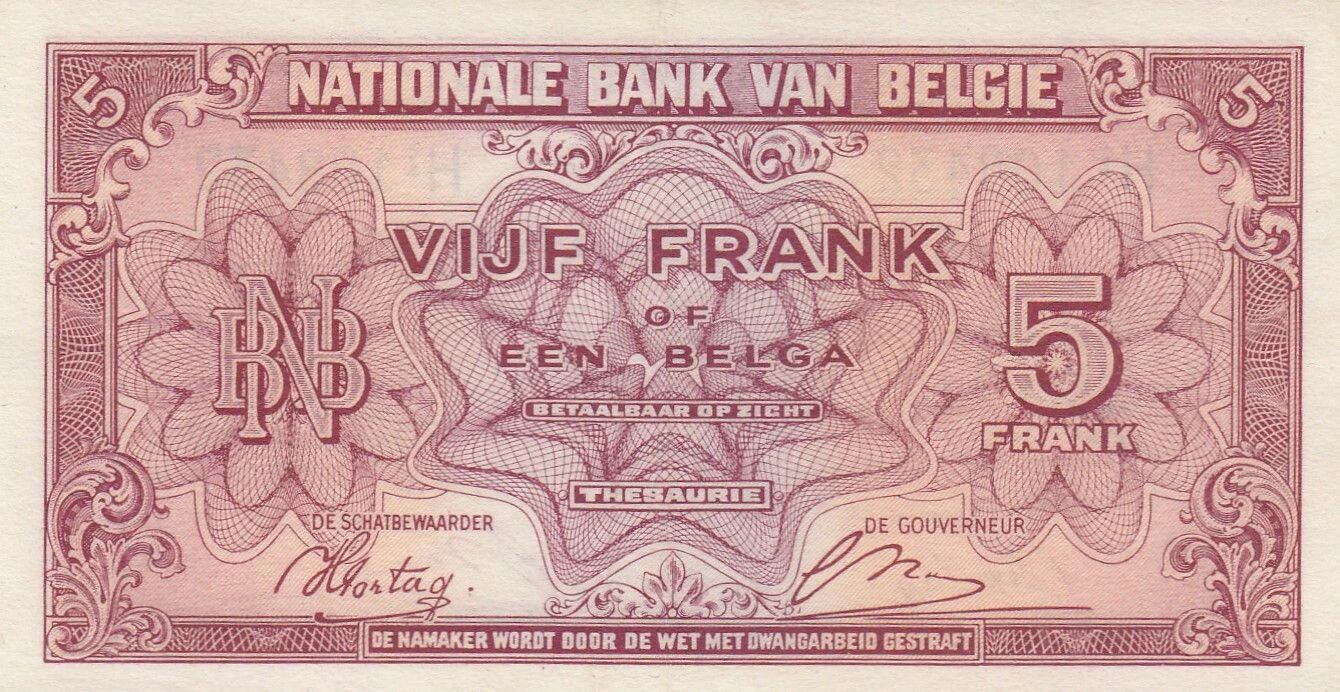 5
NATIONALE BANK VAN BELGIE
5
VIJF FRANK
OF
EEN BELGA
BNB
5
FRANK
BETAALBAAR OP ZICHT
THESAURIE
DE SCHATBEWAARDER
DE GOUVERNEUR
DE NAMAKER WORDT DOOR DE WET MET DWANGARBEID GESTRAFT